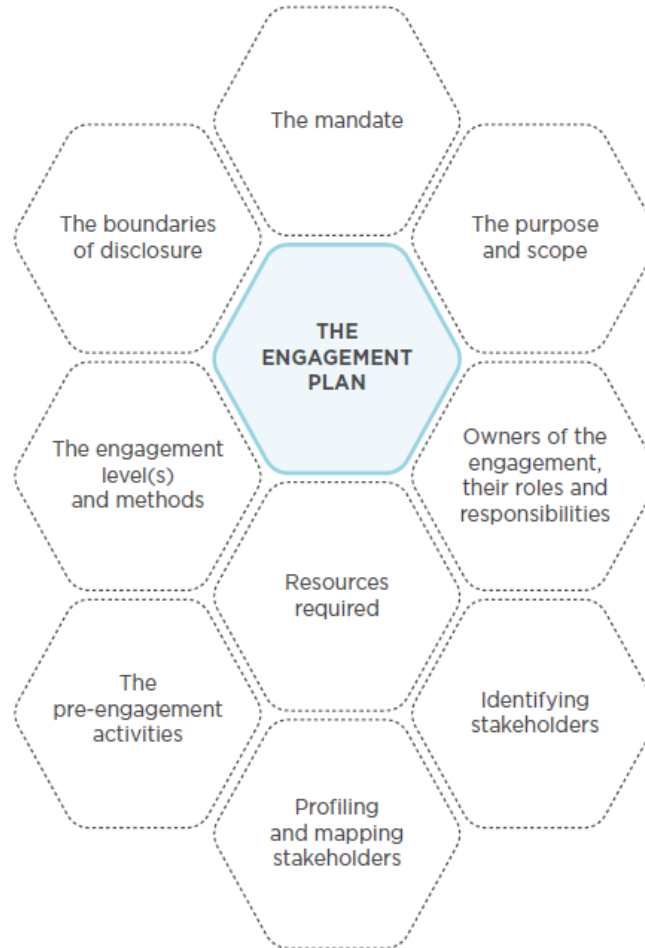 The mandate
The boundaries
of disclosure
The purpose
and scope
THE
ENGAGEMENT
PLAN
The engagement
level(s)
and methods
Owners of the
engagement,
their roles and
responsibilities
Resources
required
The
pre-engagement
activities
Identifying
stakeholders
Profiling
and mapping
stakeholders